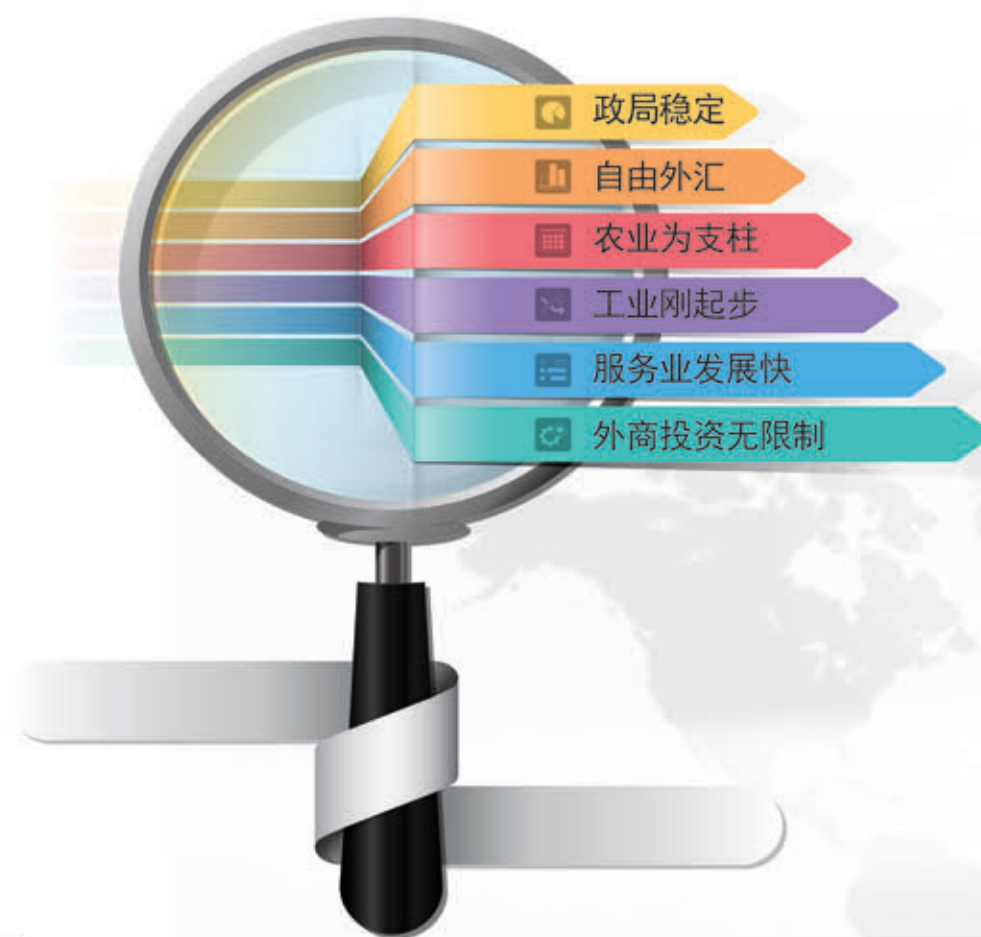 政局稳定
自由外汇
农业为支柱
工业刚起步
服务业发展快
外商投资无限制